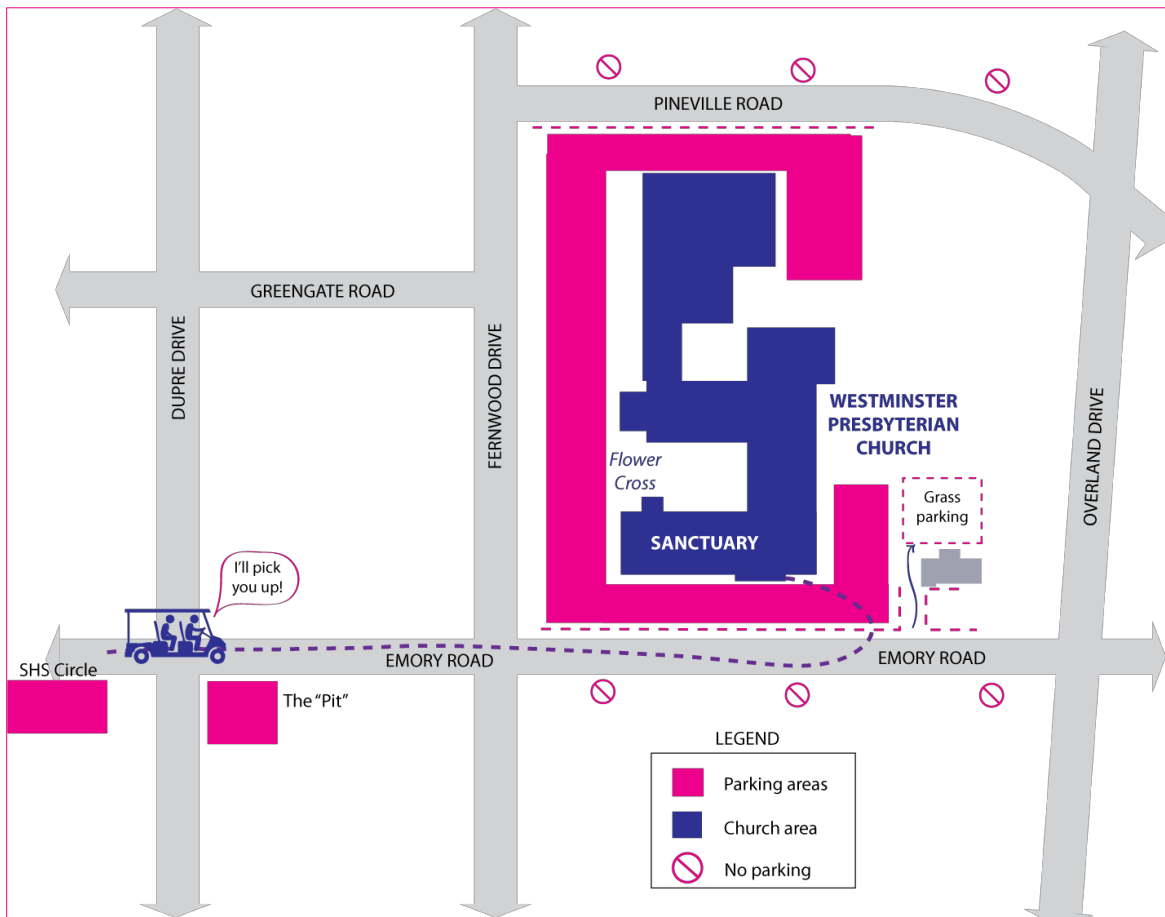 PINEVILLE ROAD
GREENGATE ROAD
DUPRE DRIVE
FERNWOOD DRIVE
OVERLAND DRIVE
WESTMINSTER
PRESBYTERIAN
CHURCH
Flower
Cross
Grass
parking
SANCTUARY
I'll pick
you up!
EMORY ROAD
EMORY ROAD
SHS Circle
The “Pit”
LEGEND
Parking areas
Church area
No parking